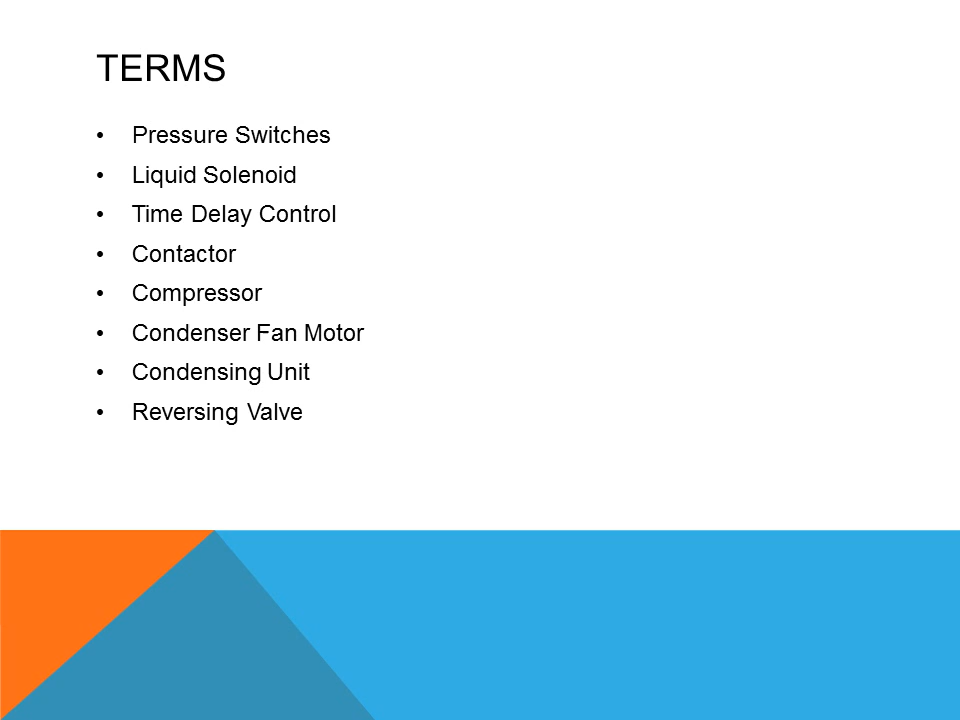 TERMS
• Pressure Switches
• Liquid Solenoid
• Time Delay Control
• Contactor
• Compressor
• Condenser Fan Motor
• Condensing Unit
• Reversing Valve